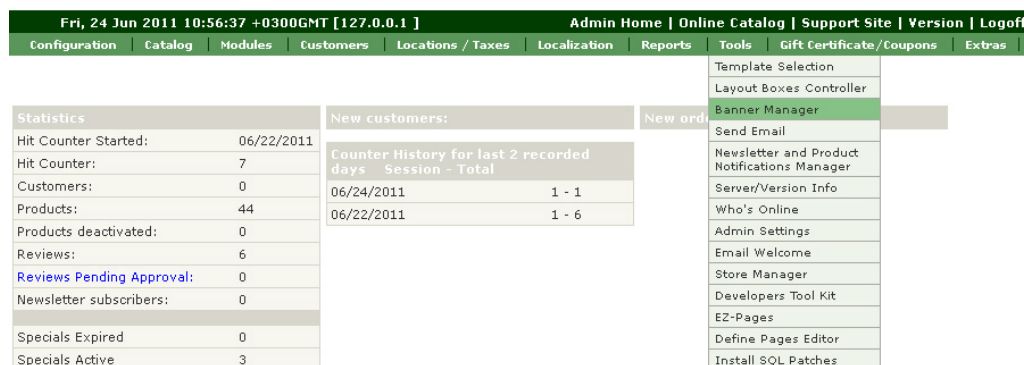 Fri, 24 Jun 2011 10:56:37 +0300GMT [127.0.0.1 ] Admin Home | Online Catalog | Support Site | Version | Logoff
Configuration Catalog Modules Customers Locations / Taxes Localization Reports Tools Gift Certificate/Coupons Extras
Template Selection
Layout Boxes Controller
Banner Manager
Send Email
Newsletter and Product
Notifications Manager
Server/Version Info
Who's Online
Admin Settings
Email Welcome
Store Manager
Developers Tool Kit
EZ-Pages
Define Pages Editor
Install SQL Patches
Statistics
Hit Counter Started: 06/22/2011
Hit Counter: 7
Customers: 0
Products: 44
Products deactivated: 0
Reviews: 6
Reviews Pending Approval: 0
Newsletter subscribers: 0
Specials Expired 0
Specials Active 3
New customers:
Counter History for last 2 recorded
days Session - Total
06/24/2011 1 - 1
06/22/2011 1 - 6
New